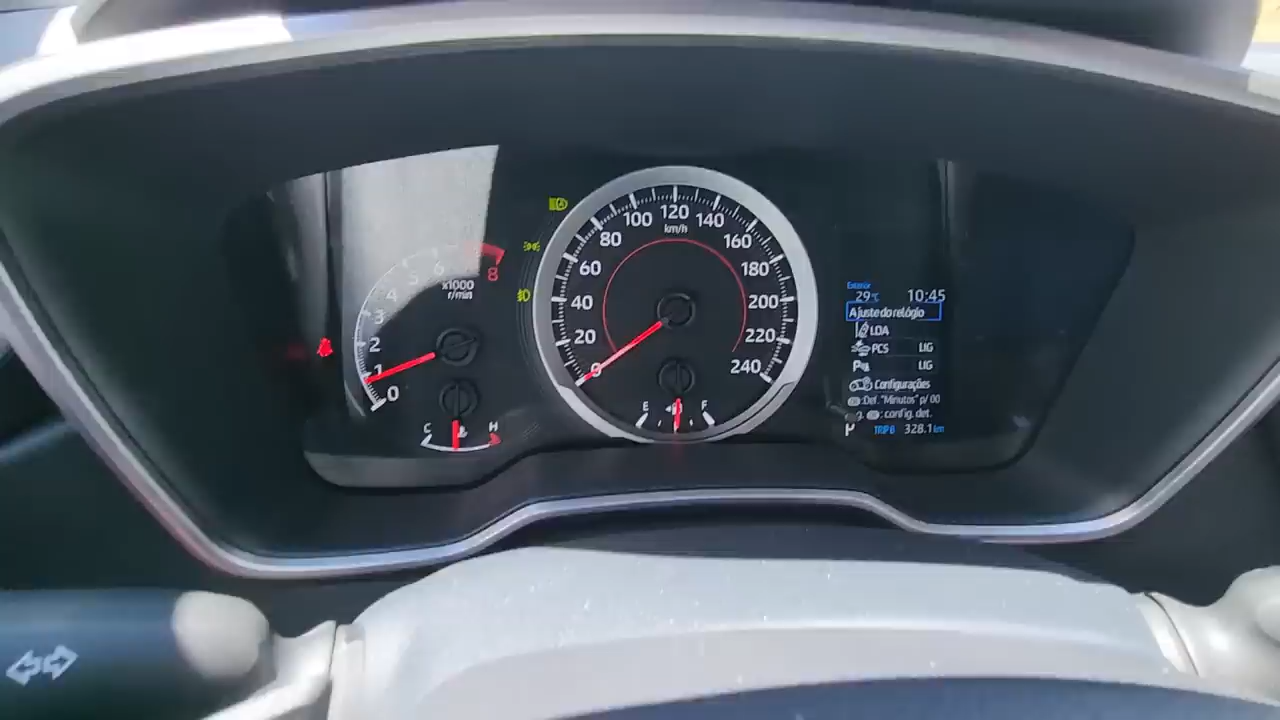 0
1
2
3
4
5
6
8
x1000
r/min
C
H
0
20
40
60
80
100
120
140
160
180
200
220
240
km/h
E
F
Exterior
29°C 10:45
Ajuste do relógio
LDA
PCS LIG
P LIG
Configurações
:Def. "Minutos" p/ 00
: config. det.
P TRIP B 328.1 km